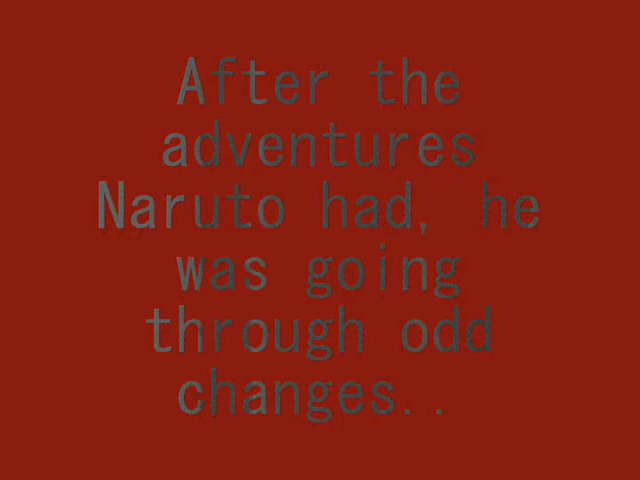 After the
adventures
Naruto had, he
was going
through odd
changes..